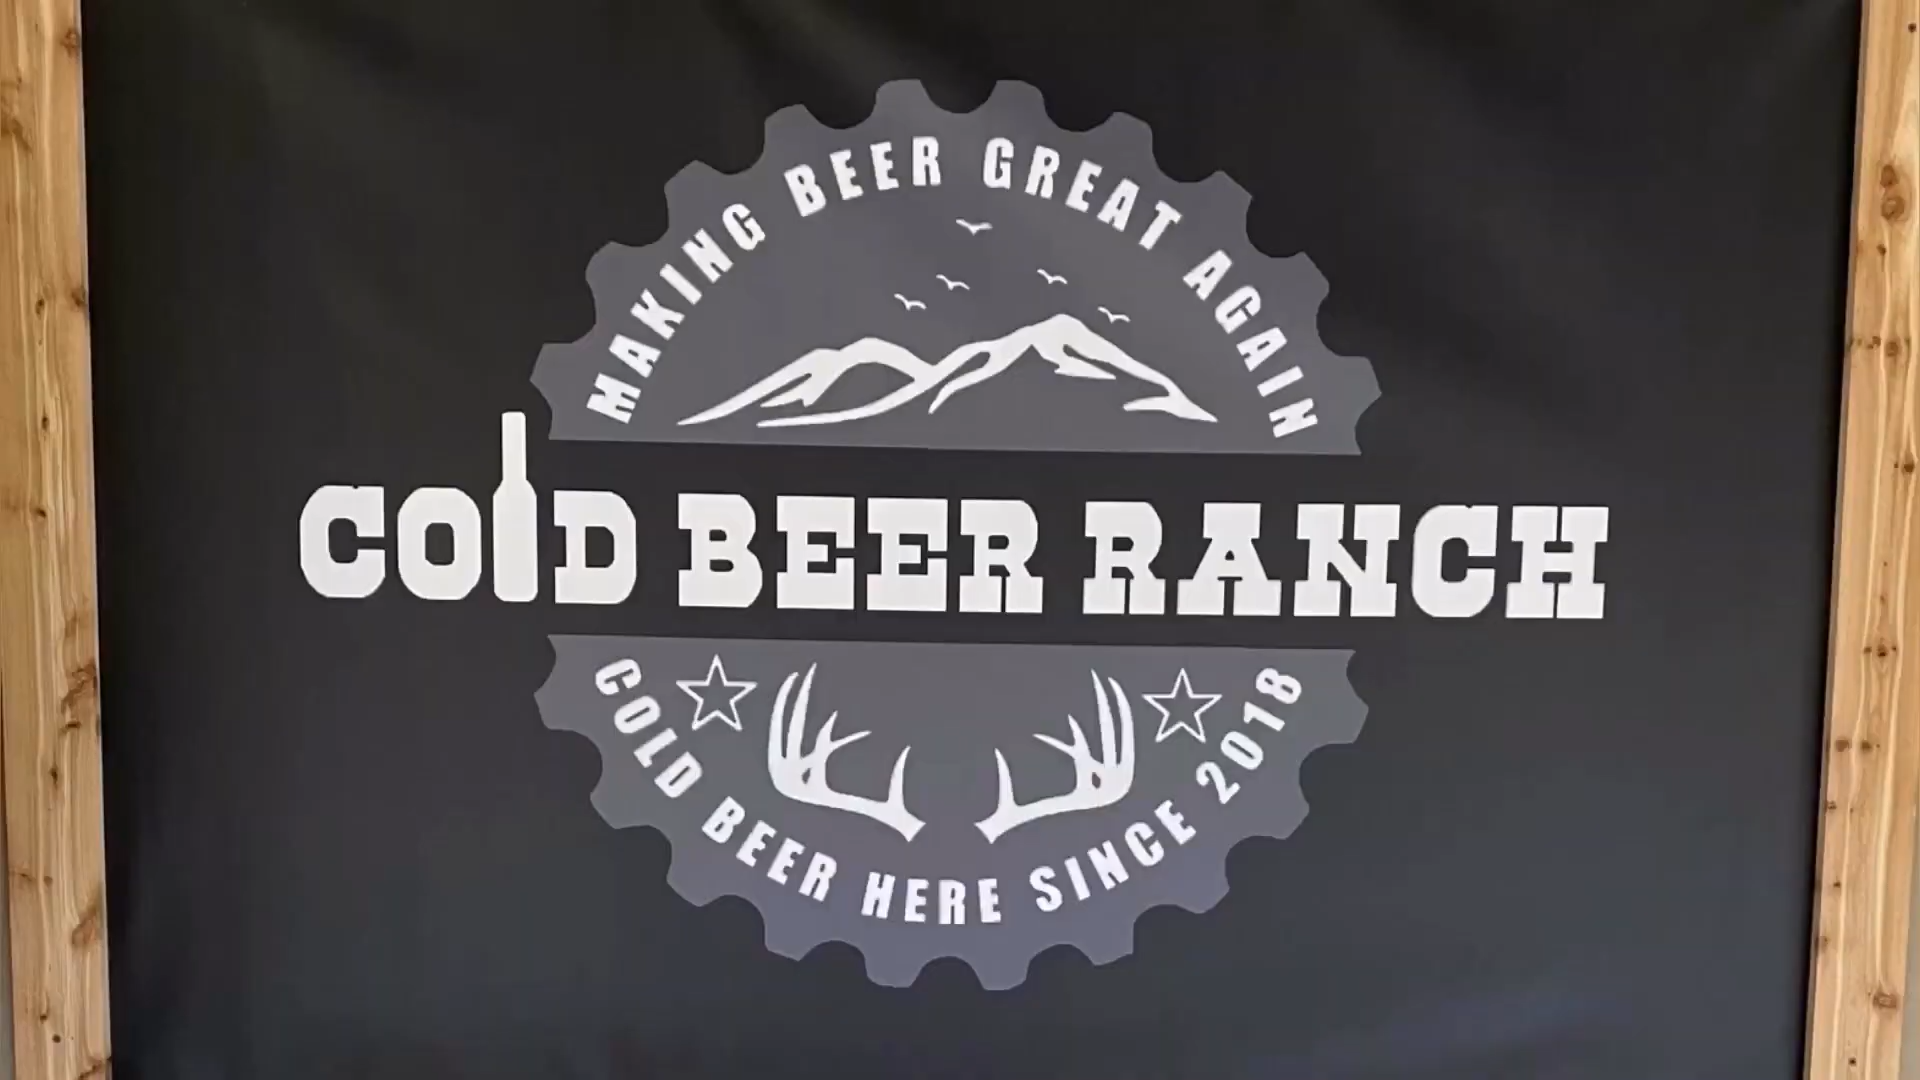 MAKING BEER GREAT AGAIN
COLD BEER RANCH
COLD BEER HERE SINCE 2018